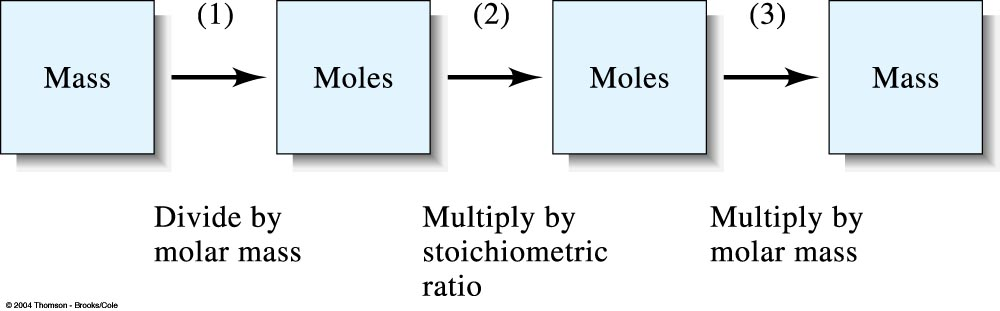 (1) (2) (3)
Mass Moles Moles Mass
Divide by
molar mass
Multiply by
stoichiometric
ratio
Multiply by
molar mass
© 2004 Thomson - Brooks/Cole